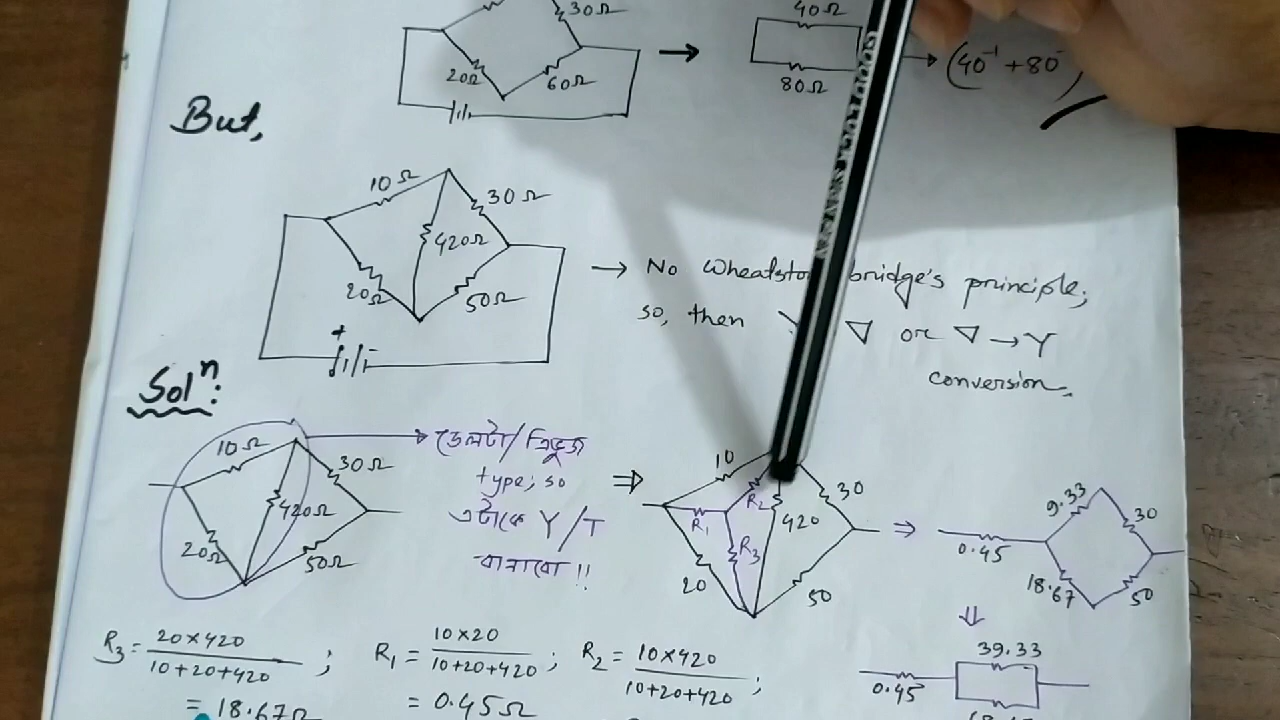 30Ω
20Ω
60Ω
40Ω
80Ω
→ (40⁻¹ + 80⁻
But,
10Ω
30Ω
420Ω
20Ω
50Ω
+
-
→ No Wheatsto bridge's principle;
so, then Y ∇ or ∇ → Y
conversion.
Solⁿ:
10Ω
30Ω
420Ω
20Ω
50Ω
→ ডেলটা/ত্রিভুজ
type; so
এটাকে Y/T
বানাবো !!
⇒
10
30
R₂
R₁
420
R₃
20
50
⇒
9.33
30
0.45
18.67
50
⇓
R₃ = 20×420 / 10+20+420 ;
= 18.67Ω
R₁ = 10×20 / 10+20+420 ;
= 0.45Ω
R₂ = 10×420 / 10+20+420 ;
39.33
0.45